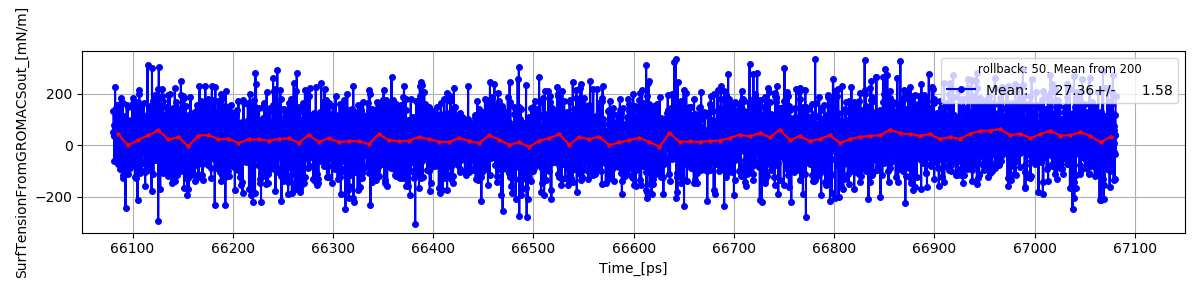 SurfTensionFromGROMACSout_[mN/m]
200
0
−200
rollback: 50. Mean from 200
Mean: 27.36+/- 1.58
66100 66200 66300 66400 66500 66600 66700 66800 66900 67000 67100
Time_[ps]